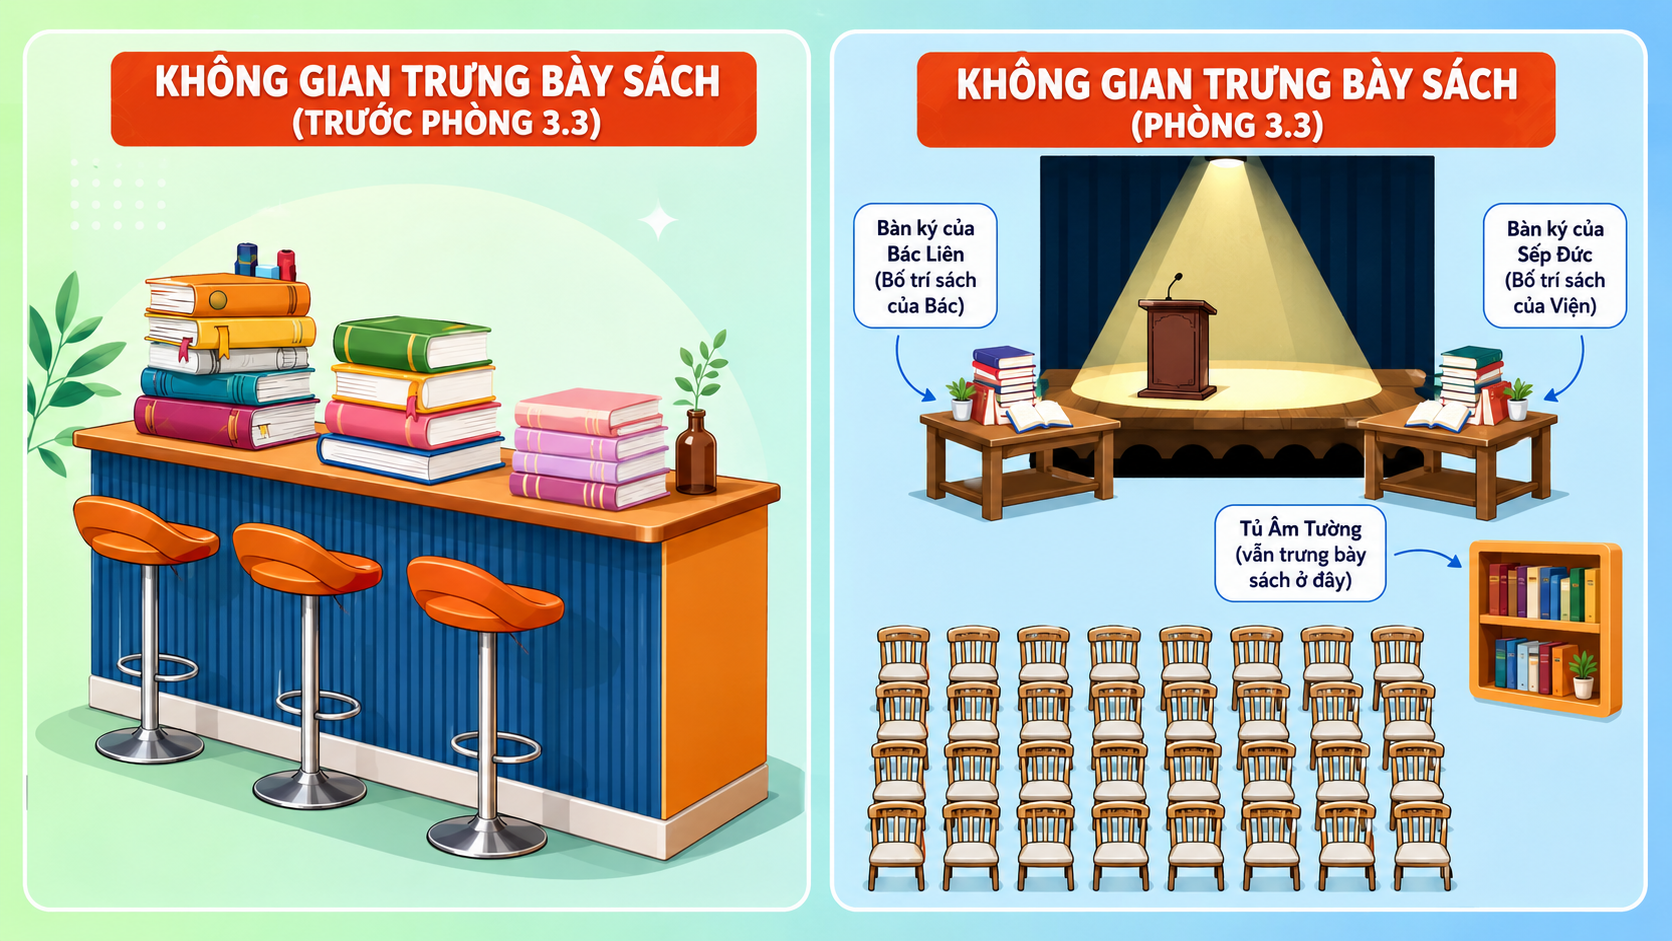 KHÔNG GIAN TRƯNG BÀY SÁCH
(TRƯỚC PHÒNG 3.3)
KHÔNG GIAN TRƯNG BÀY SÁCH
(PHÒNG 3.3)
Bàn ký của
Bác Liên
(Bố trí sách
của Bác)
Bàn ký của
Sếp Đức
(Bố trí sách
của Viện)
Tủ Âm Tường
(vẫn trưng bày
sách ở đây)